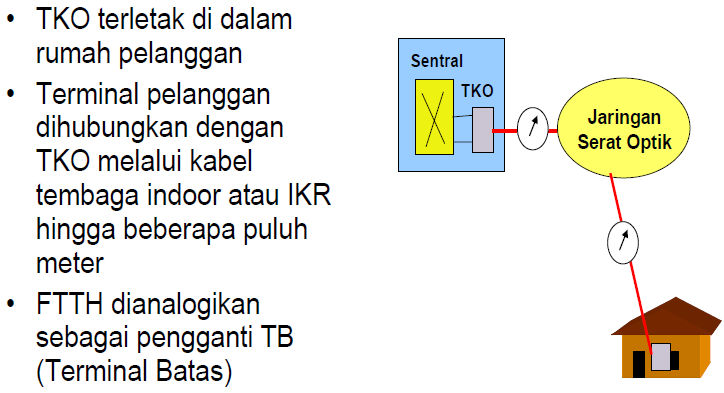 • TKO terletak di dalam
rumah pelanggan
• Terminal pelanggan
dihubungkan dengan
TKO melalui kabel
tembaga indoor atau IKR
hingga beberapa puluh
meter
• FTTH dianalogikan
sebagai pengganti TB
(Terminal Batas)
Sentral
TKO
Jaringan
Serat Optik